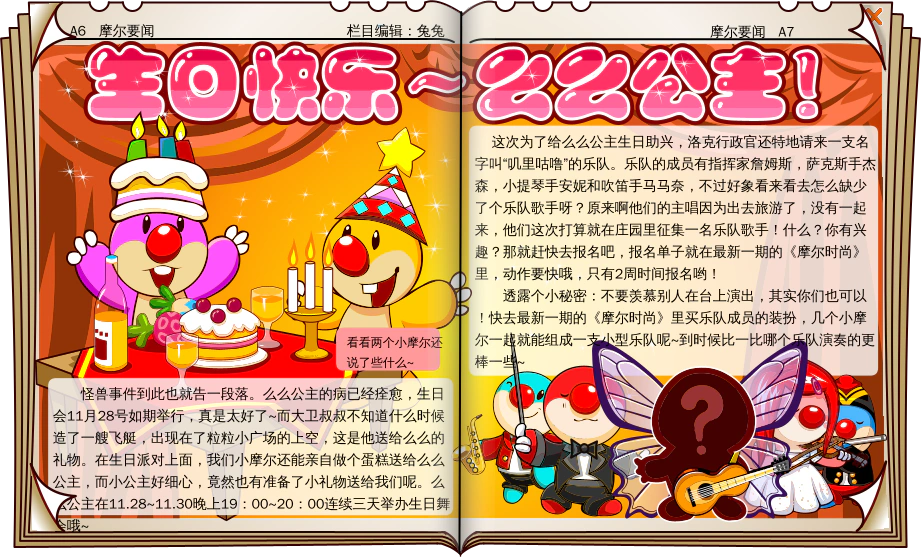 A6 摩尔要闻
栏目编辑：兔兔
摩尔要闻 A7
生日快乐~么么公主！
看看两个小摩尔还
说了些什么~
怪兽事件到此也就告一段落。么么公主的病已经痊愈，生日
会11月28号如期举行，真是太好了~而大卫叔叔不知道什么时候
造了一艘飞艇，出现在了粒粒小广场的上空，这是他送给么么的
礼物。在生日派对上面，我们小摩尔还能亲自做个蛋糕送给么么
公主，而小公主好细心，竟然也有准备了小礼物送给我们呢。么
么公主在11.28~11.30晚上19：00~20：00连续三天举办生日舞
会哦~
这次为了给么么公主生日助兴，洛克行政官还特地请来一支名
字叫“叽里咕噜”的乐队。乐队的成员有指挥家詹姆斯，萨克斯手杰
森，小提琴手安妮和吹笛手马马奈，不过好象看来看去怎么缺少
了个乐队歌手呀？原来啊他们的主唱因为出去旅游了，没有一起
来，他们这次打算就在庄园里征集一名乐队歌手！什么？你有兴
趣？那就赶快去报名吧，报名单子就在最新一期的《摩尔时尚》
里，动作要快哦，只有2周时间报名哟！
透露个小秘密：不要羡慕别人在台上演出，其实你们也可以
！快去最新一期的《摩尔时尚》里买乐队成员的装扮，几个小摩
尔一起就能组成一支小型乐队呢~到时候比一比哪个乐队演奏的更
棒一些~
?